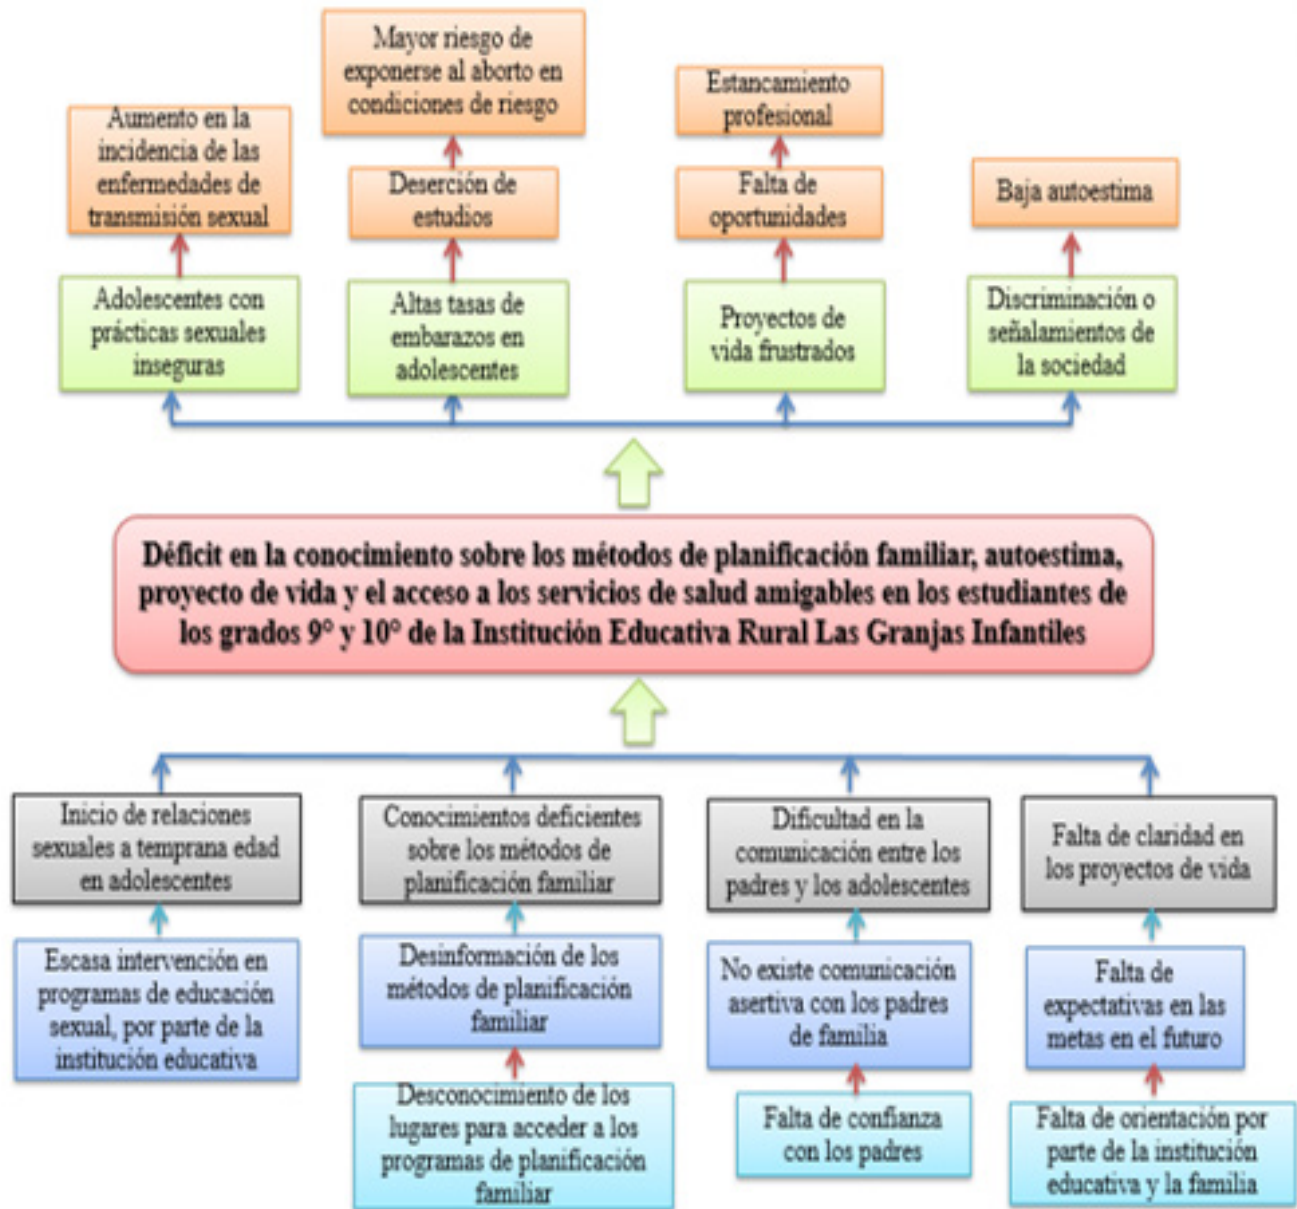 Mayor riesgo de
exponerse al aborto en
condiciones de riesgo
Estancamiento
profesional
Aumento en la
incidencia de las
enfermedades de
transmisión sexual
Deserción de
estudios
Falta de
oportunidades
Baja autoestima
Adolescentes con
prácticas sexuales
inseguras
Altas tasas de
embarazos en
adolescentes
Proyectos de
vida frustrados
Discriminación o
señalamientos de
la sociedad
Déficit en la conocimiento sobre los métodos de planificación familiar, autoestima,
proyecto de vida y el acceso a los servicios de salud amigables en los estudiantes de
los grados 9° y 10° de la Institución Educativa Rural Las Granjas Infantiles
Inicio de relaciones
sexuales a temprana edad
en adolescentes
Conocimientos deficientes
sobre los métodos de
planificación familiar
Dificultad en la
comunicación entre los
padres y los adolescentes
Falta de claridad en
los proyectos de vida
Escasa intervención en
programas de educación
sexual, por parte de la
institución educativa
Desinformación de los
métodos de planificación
familiar
No existe comunicación
asertiva con los padres
de familia
Falta de
expectativas en las
metas en el futuro
Desconocimiento de los
lugares para acceder a los
programas de planificación
familiar
Falta de confianza
con los padres
Falta de orientación por
parte de la institución
educativa y la familia